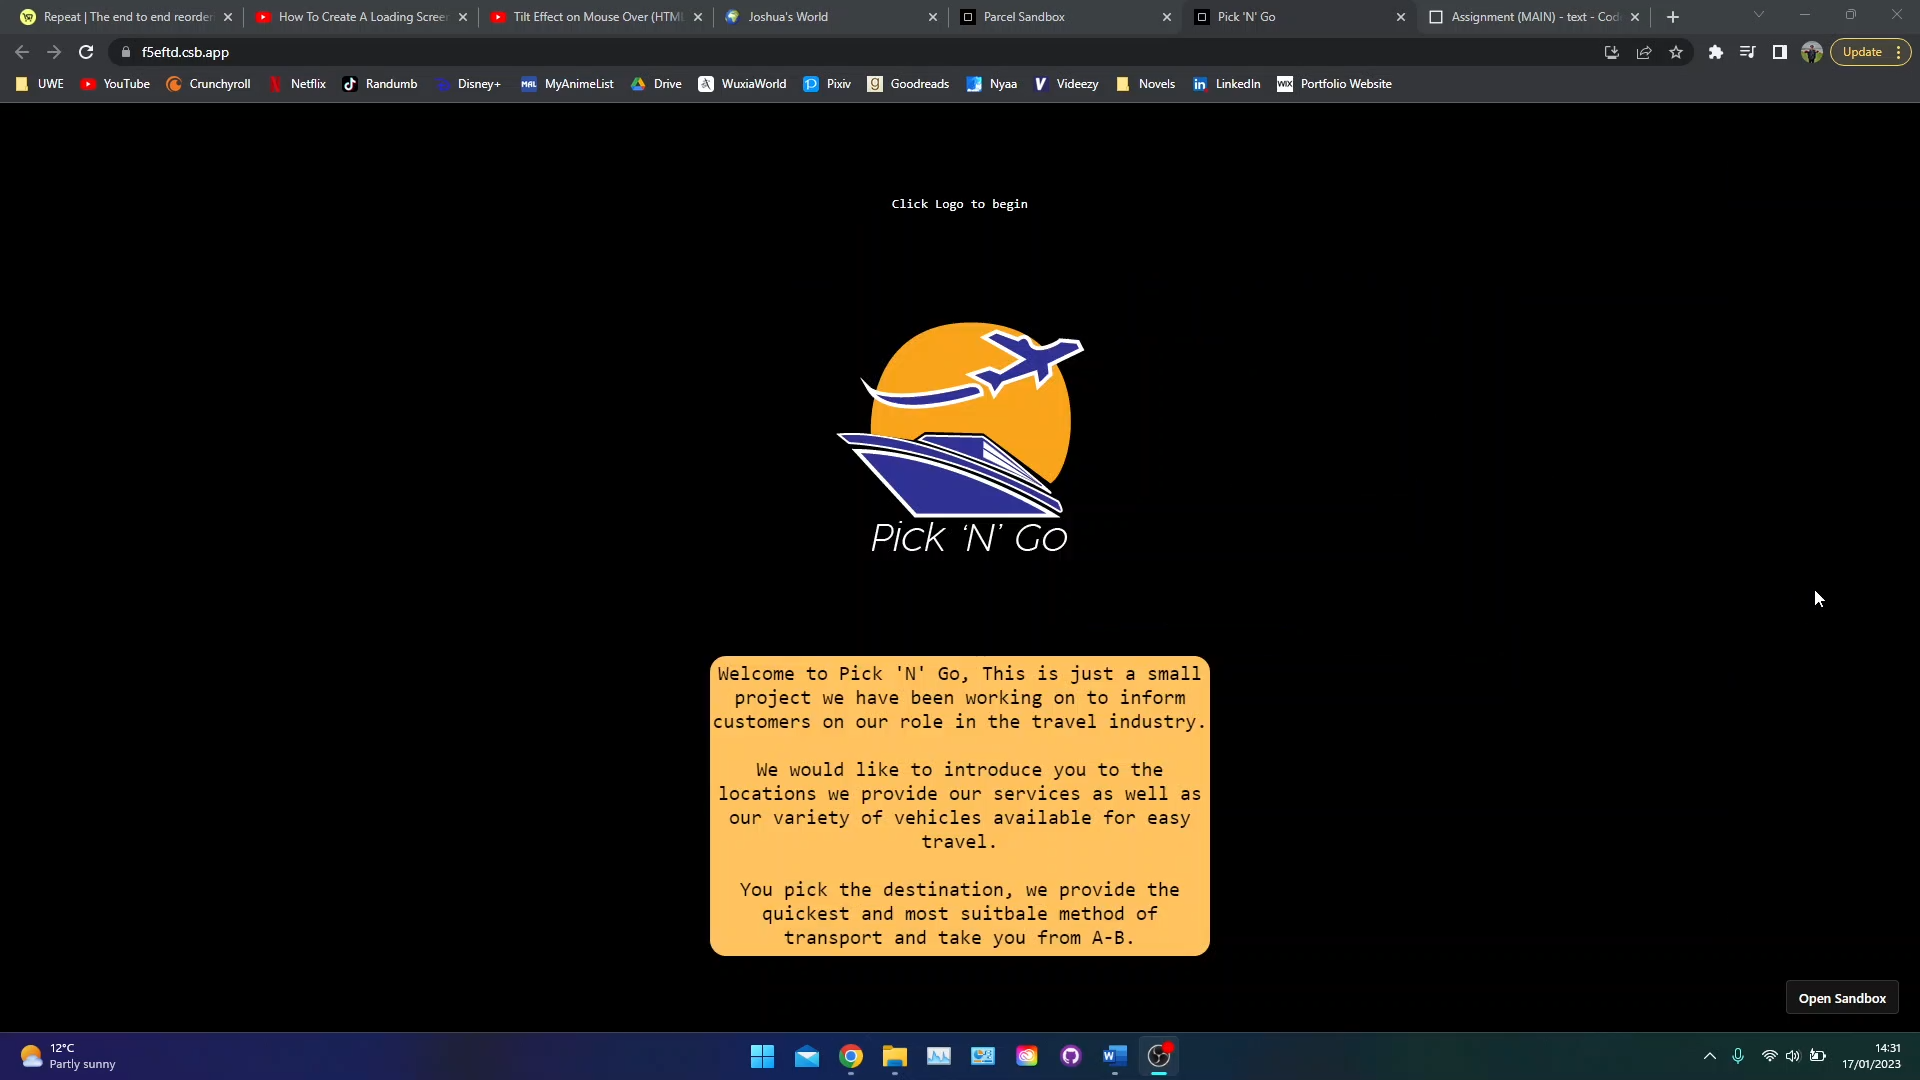 Repeat | The end to end reorder
How To Create A Loading Screen
Tilt Effect on Mouse Over (HTML
Joshua's World
Parcel Sandbox
Pick 'N' Go
Assignment (MAIN) - text - Cod
f5eftd.csb.app
Update
UWE
YouTube
Crunchyroll
Netflix
Randumb
Disney+
MAL
MyAnimeList
Drive
WuxiaWorld
Pixiv
Goodreads
Nyaa
Videezy
Novels
in
LinkedIn
WIX
Portfolio Website
Click Logo to begin
Pick ‘N’ Go
Welcome to Pick 'N' Go, This is just a small
project we have been working on to inform
customers on our role in the travel industry.
We would like to introduce you to the
locations we provide our services as well as
our variety of vehicles available for easy
travel.
You pick the destination, we provide the
quickest and most suitbale method of
transport and take you from A-B.
Open Sandbox
12°C
Partly sunny
14:31
17/01/2023